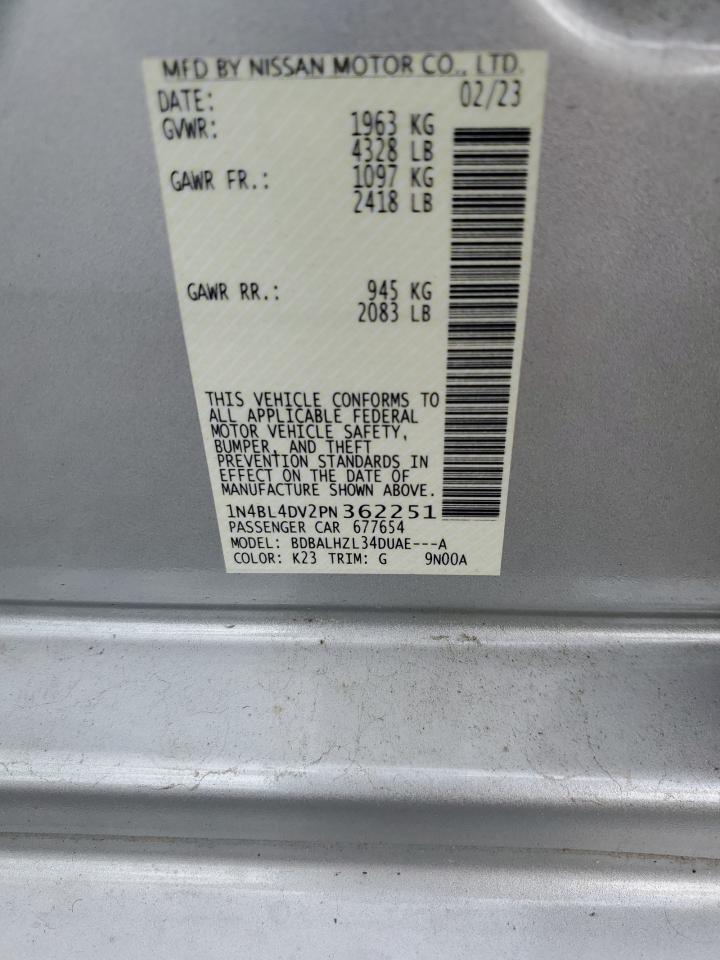 MFD BY NISSAN MOTOR CO., LTD.
DATE: 02/23
GVWR: 1963 KG
4328 LB
GAWR FR.: 1097 KG
2418 LB
GAWR RR.: 945 KG
2083 LB
THIS VEHICLE CONFORMS TO
ALL APPLICABLE FEDERAL
MOTOR VEHICLE SAFETY,
BUMPER, AND THEFT
PREVENTION STANDARDS IN
EFFECT ON THE DATE OF
MANUFACTURE SHOWN ABOVE.
1N4BL4DV2PN362251
PASSENGER CAR 677654
MODEL: BDBALHZL34DUAE---A
COLOR: K23 TRIM: G 9N00A